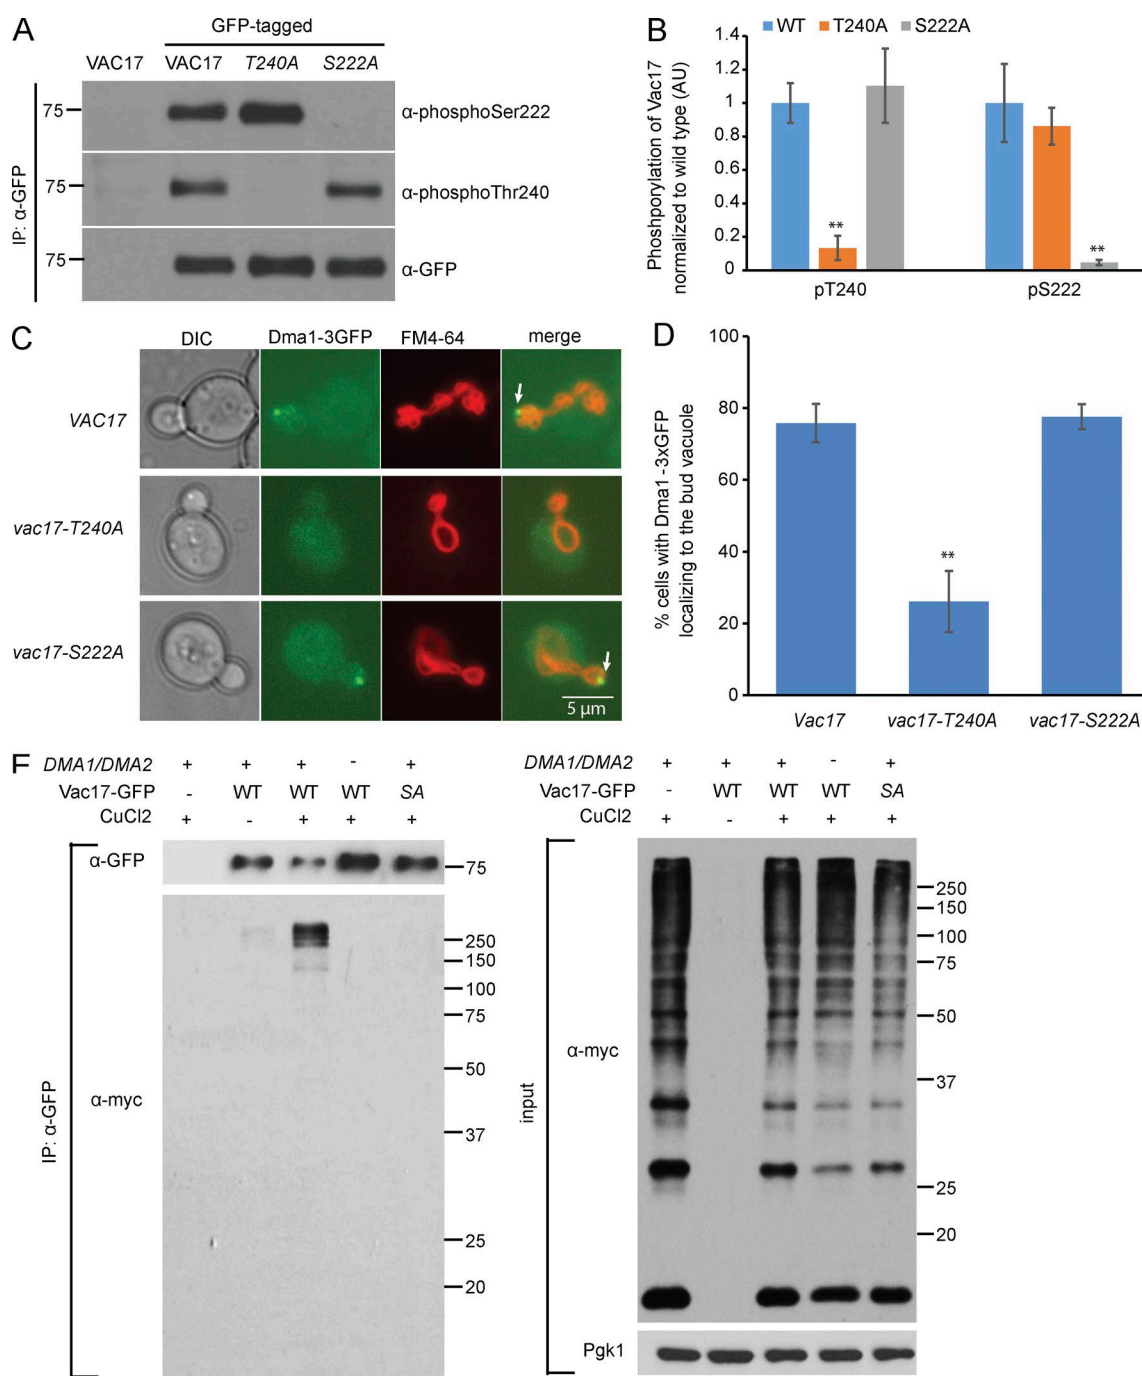 A
GFP-tagged
VAC17 VAC17 T240A S222A
IP: α-GFP
75
α-phosphoSer222
75
α-phosphoThr240
75
α-GFP
B
WT T240A S222A
Phoshporylation of Vac17
normalized to wild type (AU)
1.4
1.2
1
0.8
0.6
0.4
0.2
0
**
**
pT240 pS222
C
DIC Dma1-3GFP FM4-64 merge
VAC17
vac17-T240A
vac17-S222A
5 μm
D
% cells with Dma1-3xGFP
localizing to the bud vacuole
100
80
60
40
20
0
**
Vac17 vac17-T240A vac17-S222A
DMA1/DMA2 + + + - +
Vac17-GFP - WT WT WT SA
CuCl2 + - + + +
IP: α-GFP
α-GFP
75
α-myc
250
150
100
75
50
37
25
20
DMA1/DMA2 + + + - +
Vac17-GFP - WT WT WT SA
CuCl2 + - + + +
input
α-myc
250
150
100
75
50
37
25
20
Pgk1